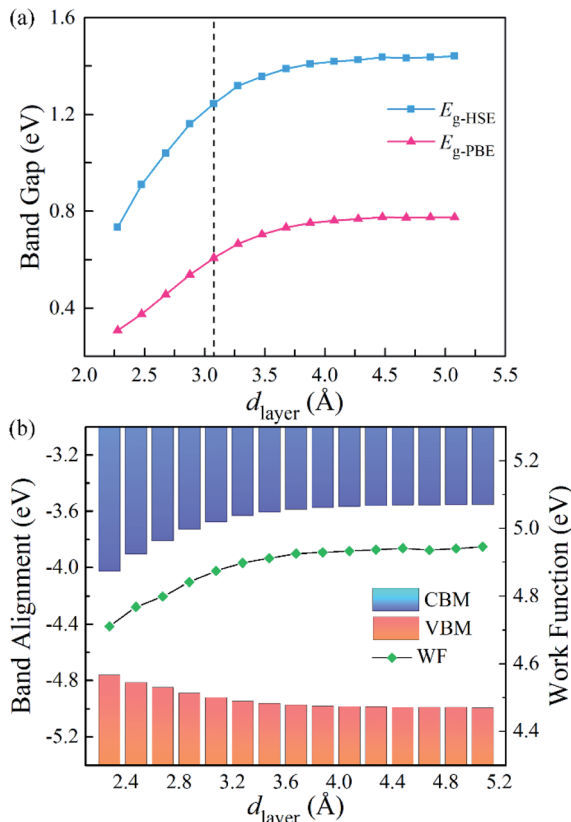 (a)
1.6
1.2
0.8
0.4
Band Gap (eV)
E_g-HSE
E_g-PBE
2.0 2.5 3.0 3.5 4.0 4.5 5.0 5.5
d_layer (Å)
(b)
-3.2
-3.6
-4.0
-4.4
-4.8
-5.2
Band Alignment (eV)
5.2
5.0
4.8
4.6
4.4
Work Function (eV)
CBM
VBM
WF
2.4 2.8 3.2 3.6 4.0 4.4 4.8 5.2
d_layer (Å)